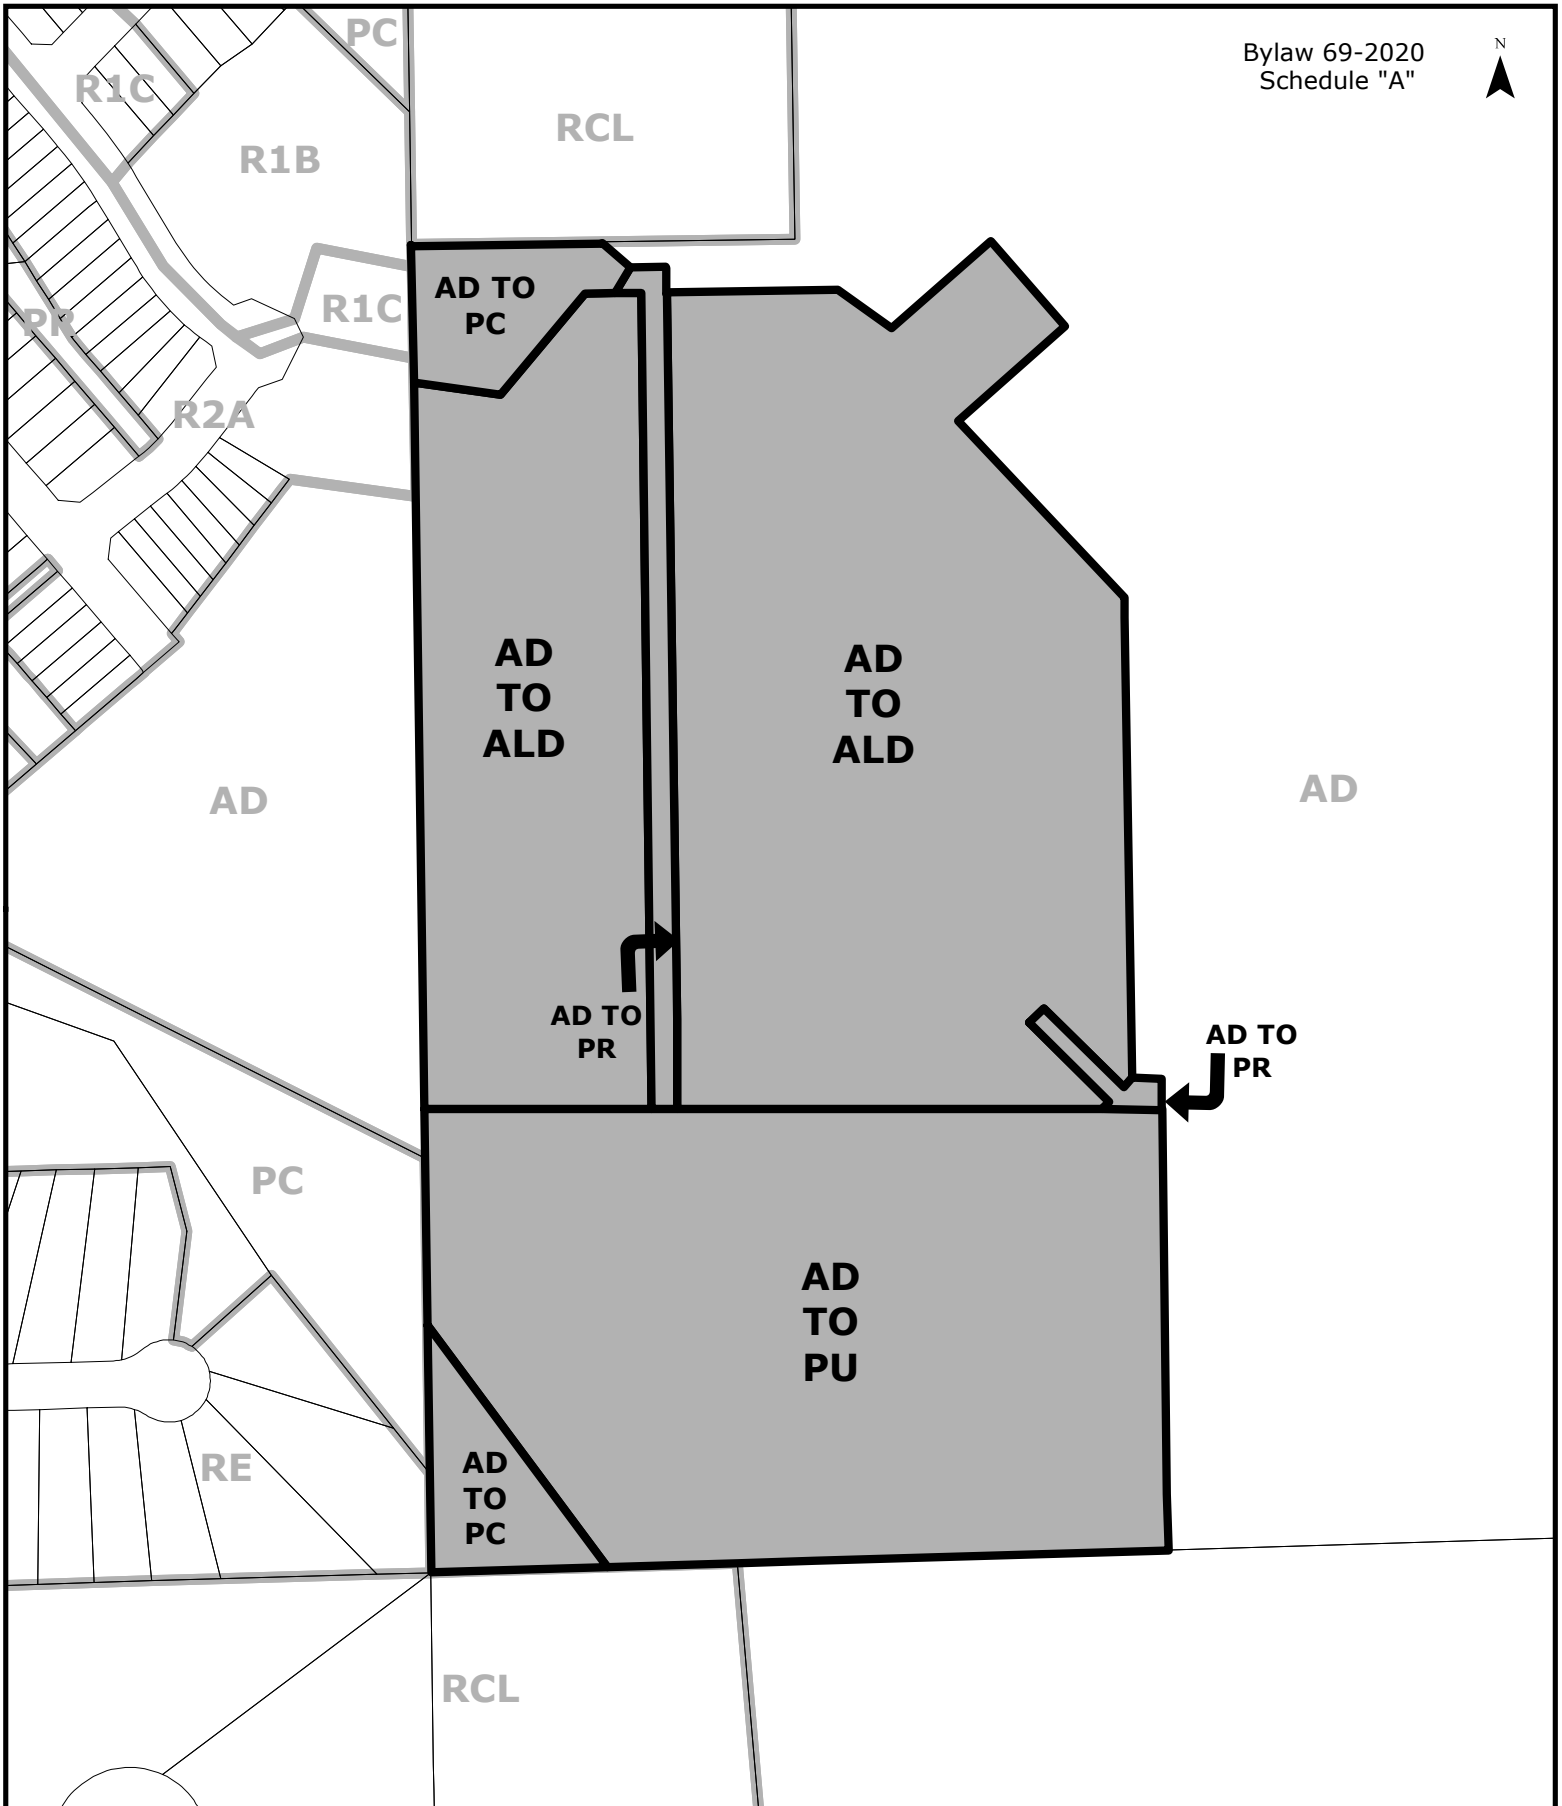 PC
Bylaw 69-2020
Schedule "A"
N
R1C
RCL
R1B
AD TO
PC
R1C
PR
R2A
AD
TO
ALD
AD
TO
ALD
AD
AD
AD TO
PR
AD TO
PR
PC
AD
TO
PU
RE
AD
TO
PC
RCL